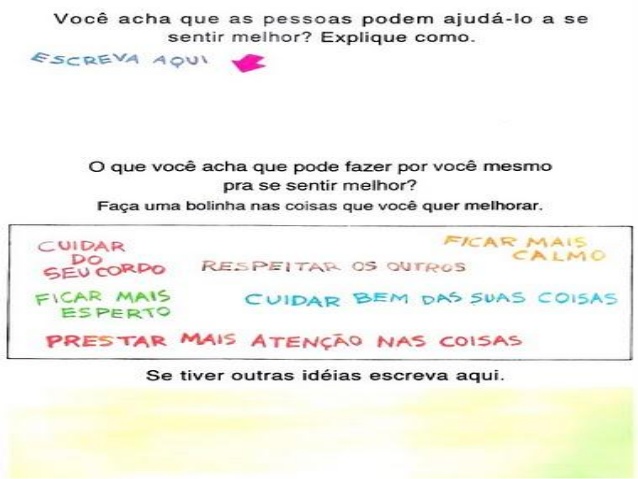 Você acha que as pessoas podem ajudá-lo a se
sentir melhor? Explique como.
ESCREVA AQUI
O que você acha que pode fazer por você mesmo
pra se sentir melhor?
Faça uma bolinha nas coisas que você quer melhorar.
CUIDAR
DO
SEU CORPO
RESPEITAR OS OUTROS
FICAR MAIS
CALMO
FICAR MAIS
ESPERTO
CUIDAR BEM DAS SUAS COISAS
PRESTAR MAIS ATENÇÃO NAS COISAS
Se tiver outras idéias escreva aqui.